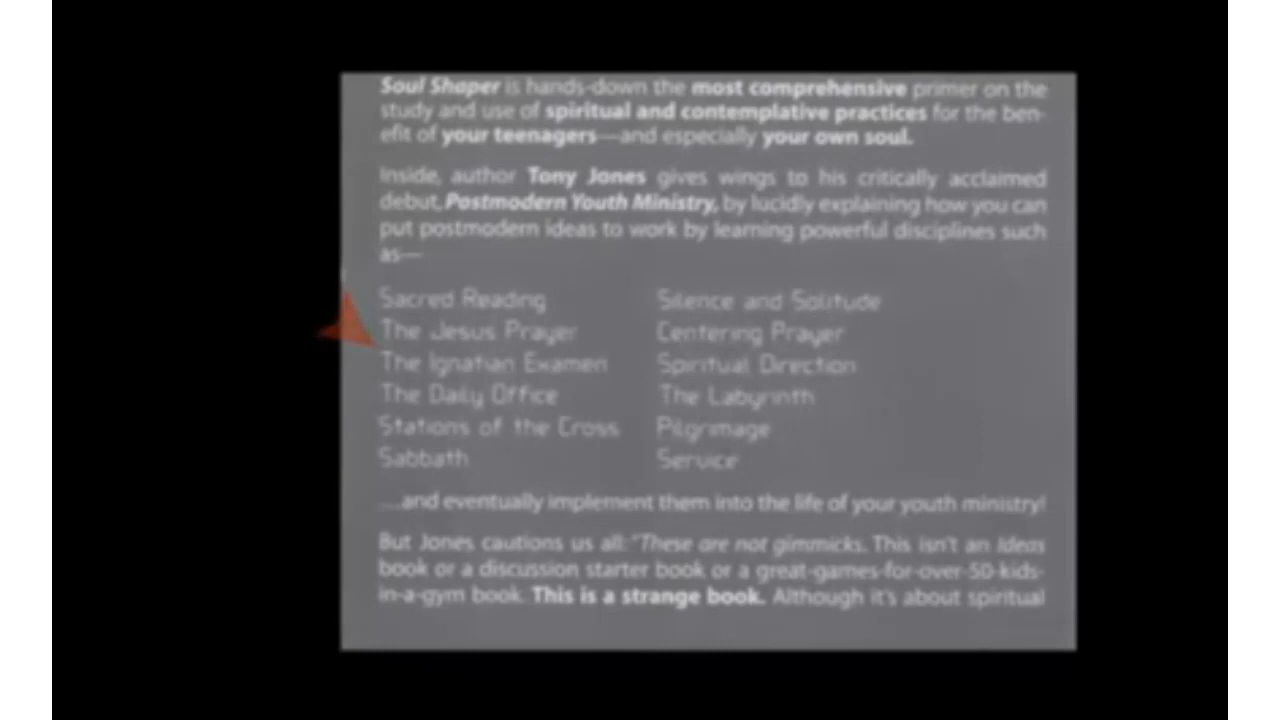 Soul Shaper is hands-down the most comprehensive primer on the
study and use of spiritual and contemplative practices for the ben-
efit of your teenagers—and especially your own soul.
Inside, author Tony Jones gives wings to his critically acclaimed
debut, Postmodern Youth Ministry, by lucidly explaining how you can
put postmodern ideas to work by learning powerful disciplines such
as—
Sacred Reading
The Jesus Prayer
The Ignatian Examen
The Daily Office
Stations of the Cross
Sabbath
Silence and Solitude
Centering Prayer
Spiritual Direction
The Labyrinth
Pilgrimage
Service
...and eventually implement them into the life of your youth ministry!
But Jones cautions us all: "These are not gimmicks. This isn't an Ideas
book or a discussion starter book or a great-games-for-over-50-kids-
in-a-gym book. This is a strange book. Although it's about spiritual